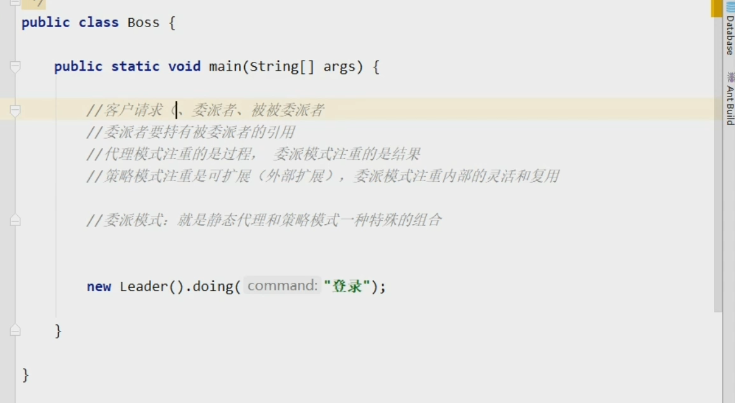 */
public class Boss {
public static void main(String[] args) {
//客户请求（、委派者、被被委派者
//委派者要持有被委派者的引用
//代理模式注重的是过程， 委派模式注重的是结果
//策略模式注重是可扩展（外部扩展），委派模式注重内部的灵活和复用
//委派模式：就是静态代理和策略模式一种特殊的组合
new Leader().doing( command: "登录");
}
}
Database
Ant Build